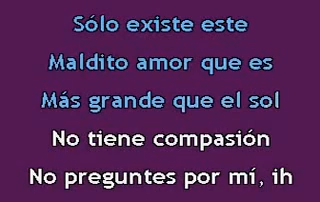 Sólo existe este
Maldito amor que es
Más grande que el sol
No tiene compasión
No preguntes por mí, ih